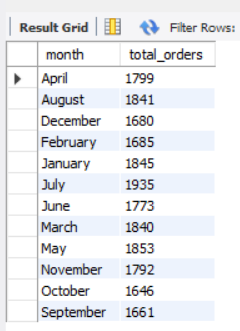 Result Grid Filter Rows:
month total_orders
April 1799
August 1841
December 1680
February 1685
January 1845
July 1935
June 1773
March 1840
May 1853
November 1792
October 1646
September 1661